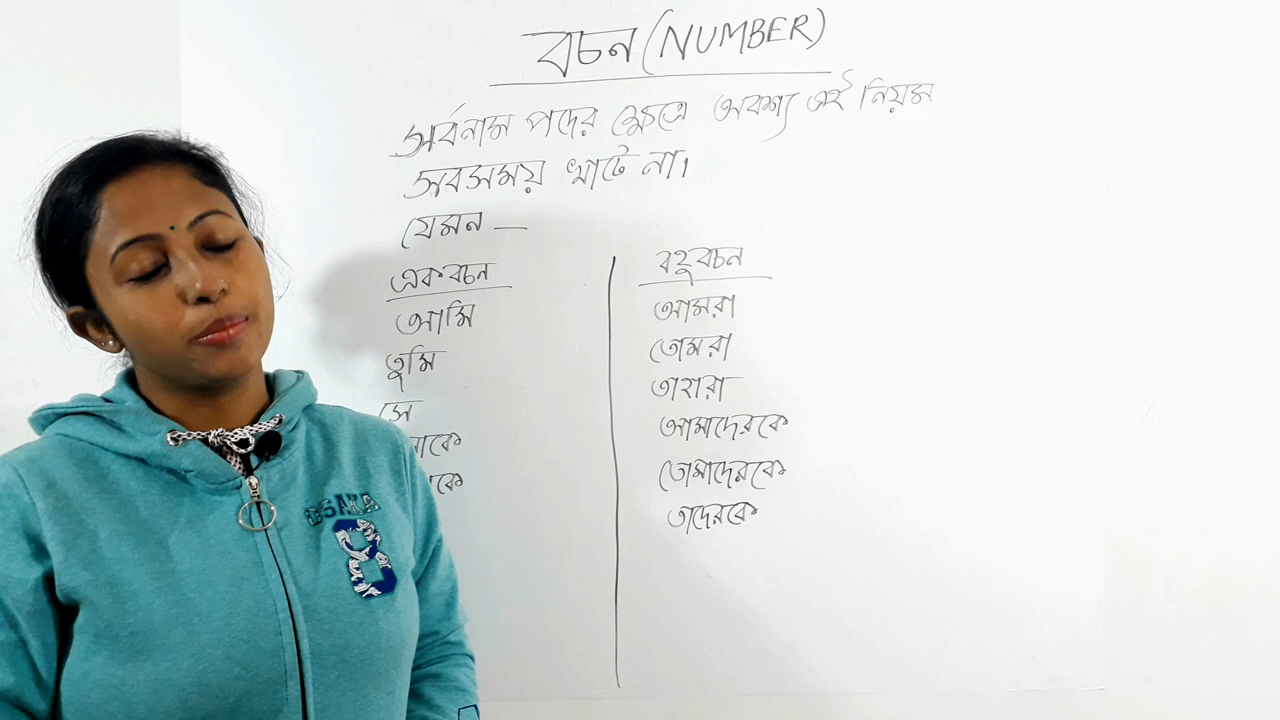 বচন (NUMBER)
সর্বনাম পদের ক্ষেত্রে অবশ্য এই নিয়ম
সবসময় খাটে না।
যেমন —
একবচন
আমি
তুমি
সে
বহুবচন
আমরা
তোমরা
তাহারা
আমাদেরকে
তোমাদেরকে
তাদেরকে
OSAKA
8